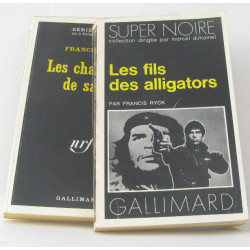 SÉRIE
FRANCIS
Les
de
nrf
GALLIMARD
SUPER NOIRE
collection dirigée par marcel duhamel
Les fils
des alligators
PAR FRANCIS RYCK
GALLIMARD